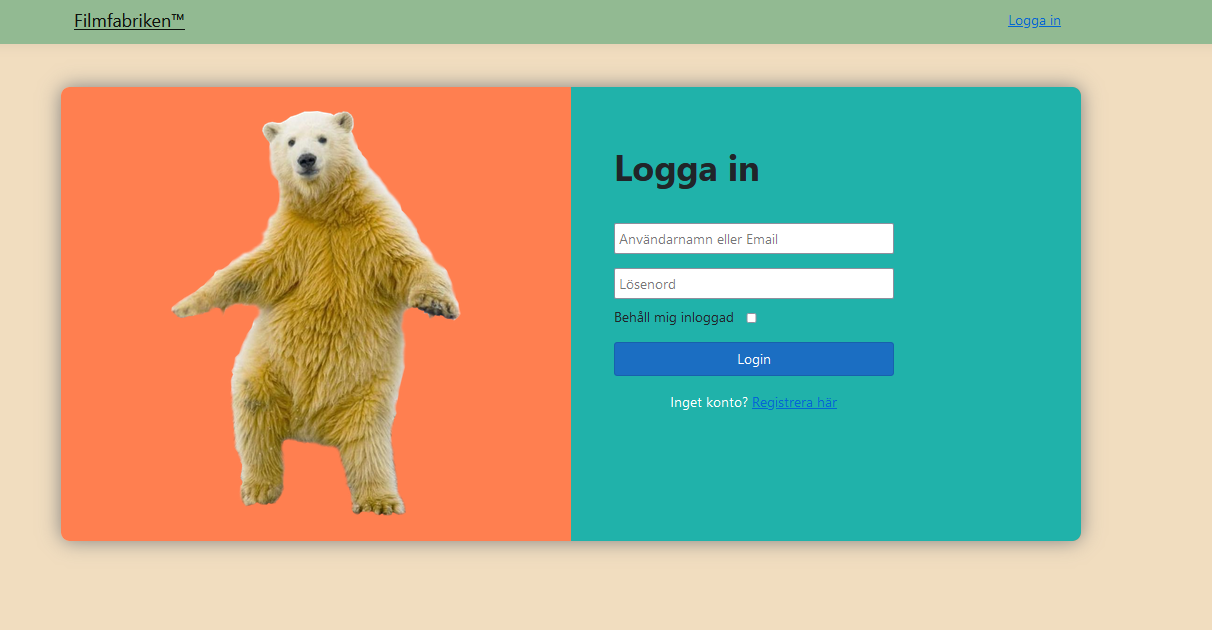 Filmfabriken™
Logga in
Logga in
Användarnamn eller Email
Lösenord
Behåll mig inloggad
Login
Inget konto? Registrera här